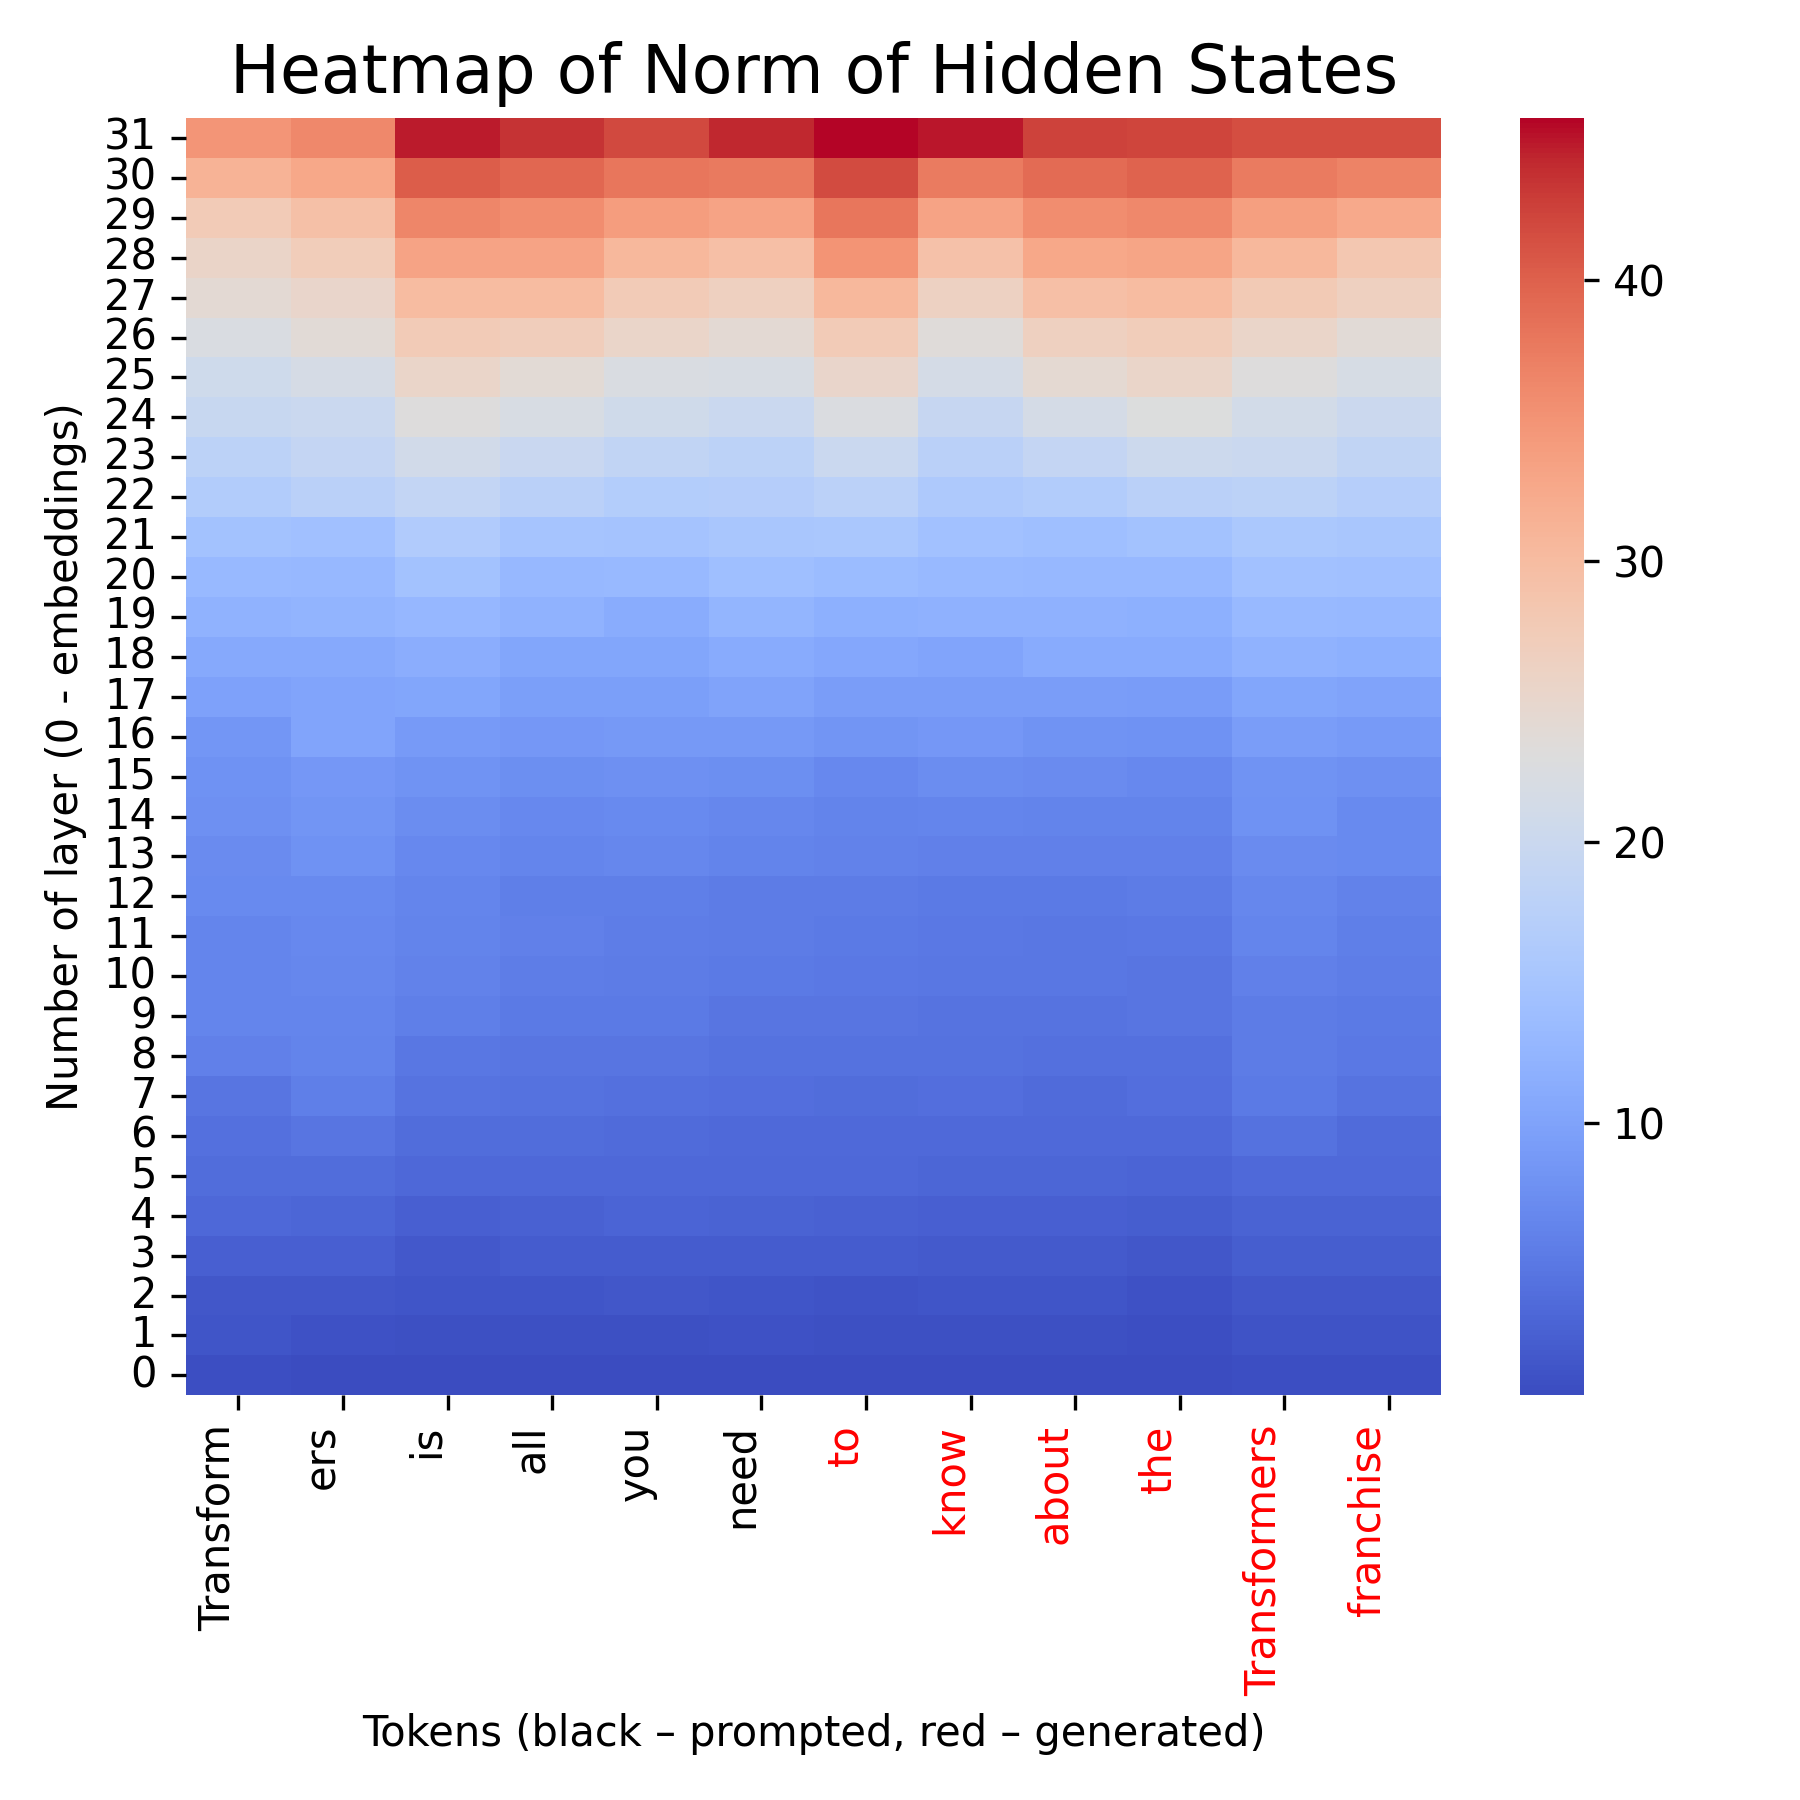 Heatmap of Norm of Hidden States
Number of layer (0 - embeddings)
31
30
29
28
27
26
25
24
23
22
21
20
19
18
17
16
15
14
13
12
11
10
9
8
7
6
5
4
3
2
1
0
Transform
ers
is
all
you
need
to
know
about
the
Transformers
franchise
Tokens (black – prompted, red – generated)
40
30
20
10